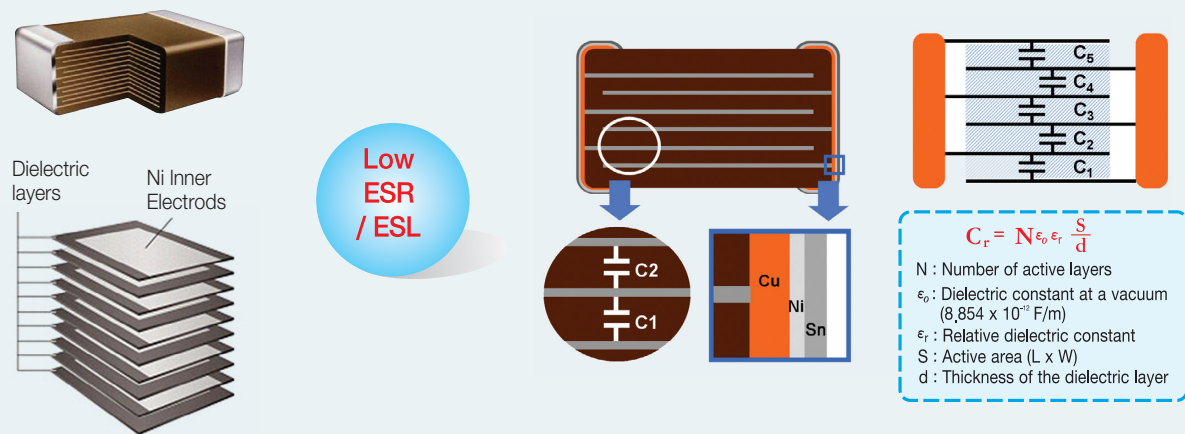 Dielectric
layers
Ni Inner
Electrods
Low
ESR
/ ESL
C2
C1
Cu
Ni
Sn
C5
C4
C3
C2
C1
Cr = N εo εr S/d
N : Number of active layers
εo : Dielectric constant at a vacuum
(8.854 x 10⁻¹² F/m)
εr : Relative dielectric constant
S : Active area (L x W)
d : Thickness of the dielectric layer